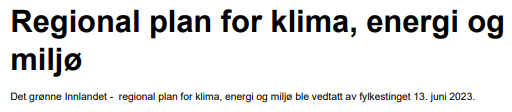 Regional plan for klima, energi og
miljø
Det grønne Innlandet - regional plan for klima, energi og miljø ble vedtatt av fylkestinget 13. juni 2023.